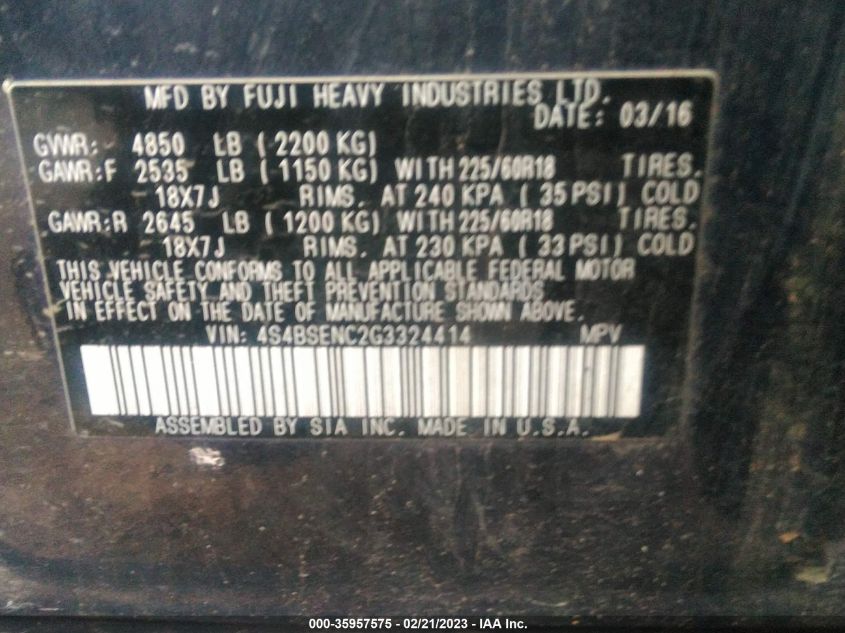 MFD BY FUJI HEAVY INDUSTRIES LTD.
DATE: 03/16
GVWR: 4850 LB ( 2200 KG)
GAWR:F 2535 LB ( 1150 KG) WITH 225/60R18 TIRES.
18X7J RIMS. AT 240 KPA ( 35 PSI) COLD
GAWR:R 2645 LB ( 1200 KG) WITH 225/60R18 TIRES.
18X7J RIMS. AT 230 KPA ( 33 PSI) COLD
THIS VEHICLE CONFORMS TO ALL APPLICABLE FEDERAL MOTOR
VEHICLE SAFETY AND THEFT PREVENTION STANDARDS
IN EFFECT ON THE DATE OF MANUFACTURE SHOWN ABOVE.
VIN: 4S4BSENC2G3324414 MPV
ASSEMBLED BY SIA INC. MADE IN U.S.A.
000-35957575 - 02/21/2023 - IAA Inc.